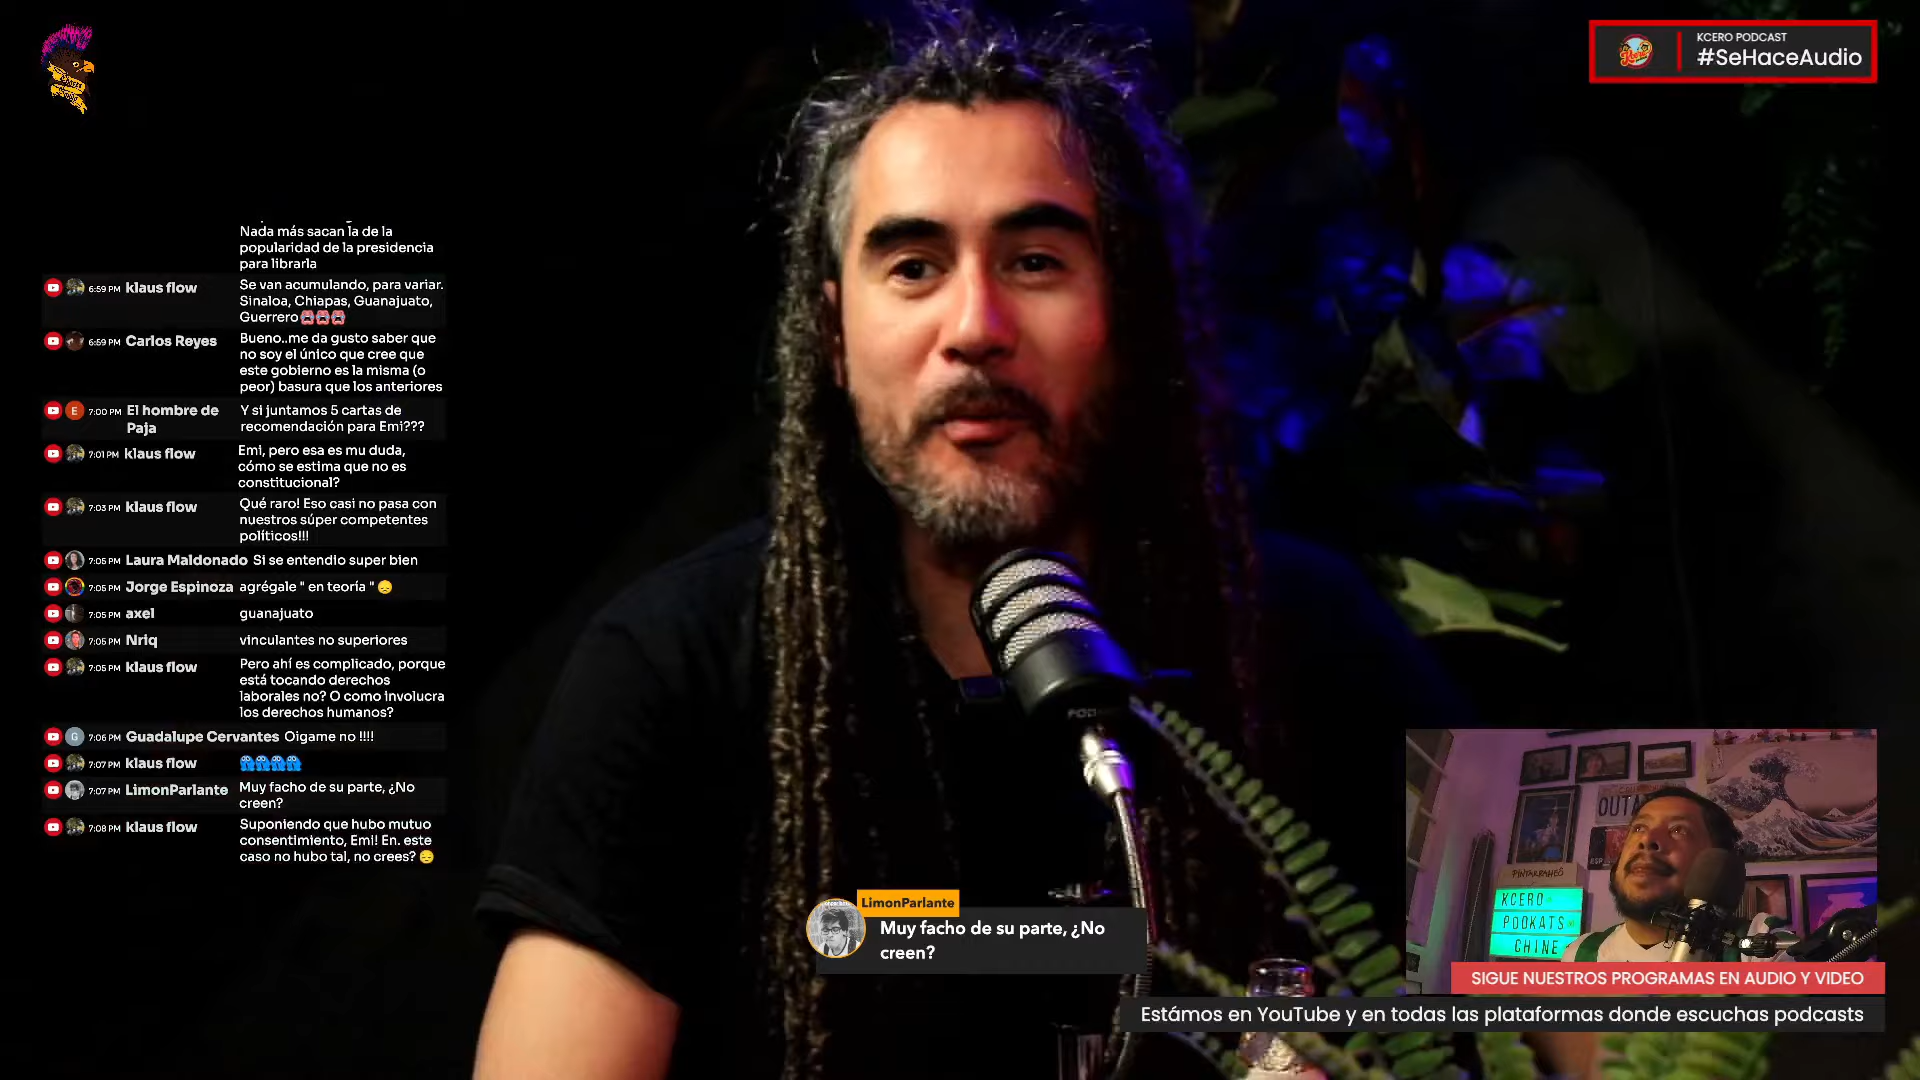 KCERO PODCAST
#SeHaceAudio
Nada más sacan la de la
popularidad de la presidencia
para librarla
6:59 PM klaus flow Se van acumulando, para variar.
Sinaloa, Chiapas, Guanajuato,
Guerrero
6:59 PM Carlos Reyes Bueno..me da gusto saber que
no soy el único que cree que
este gobierno es la misma (o
peor) basura que los anteriores
E 7:00 PM El hombre de Paja Y si juntamos 5 cartas de
recomendación para Emi???
7:01 PM klaus flow Emi, pero esa es mu duda,
cómo se estima que no es
constitucional?
7:03 PM klaus flow Qué raro! Eso casi no pasa con
nuestros súper competentes
políticos!!!
7:05 PM Laura Maldonado Si se entendio super bien
7:05 PM Jorge Espinoza agrégale " en teoría " 😔
7:05 PM axel guanajuato
7:05 PM Nriq vinculantes no superiores
7:05 PM klaus flow Pero ahí es complicado, porque
está tocando derechos
laborales no? O como involucra
los derechos humanos?
G 7:06 PM Guadalupe Cervantes Oigame no !!!!
7:07 PM klaus flow
7:07 PM LimonParlante Muy facho de su parte, ¿No
creen?
7:08 PM klaus flow Suponiendo que hubo mutuo
consentimiento, Emi! En. este
caso no hubo tal, no crees? 😔
LimonParlante
Muy facho de su parte, ¿No
creen?
OUTA
PINTARRAHEÓS
KCERO
PODKATS
CHINE
SIGUE NUESTROS PROGRAMAS EN AUDIO Y VIDEO
Estámos en YouTube y en todas las plataformas donde escuchas podcasts